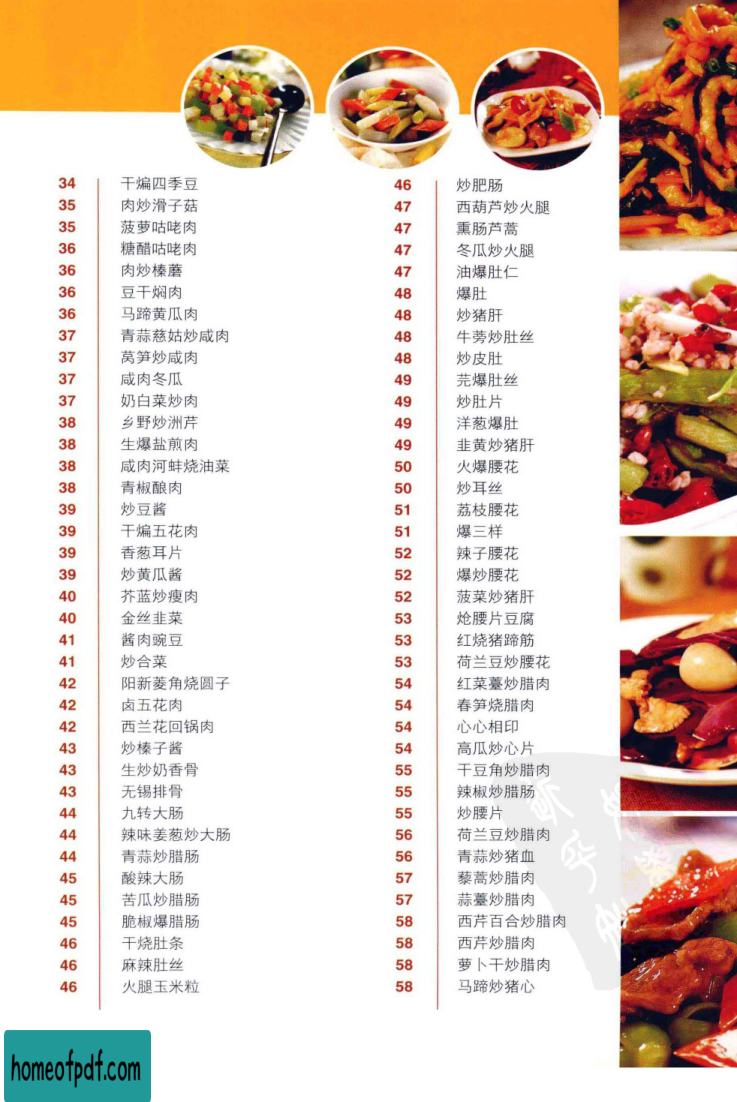 34 干煸四季豆
35 肉炒滑子菇
35 菠萝咕咾肉
36 糖醋咕咾肉
36 肉炒榛蘑
36 豆干焖肉
36 马蹄黄瓜肉
37 青蒜慈姑炒咸肉
37 莴笋炒咸肉
37 咸肉冬瓜
37 奶白菜炒肉
38 乡野炒洲芹
38 生爆盐煎肉
38 咸肉河蚌烧油菜
38 青椒酿肉
39 炒豆酱
39 干煸五花肉
39 香葱耳片
39 炒黄瓜酱
40 芥蓝炒瘦肉
40 金丝韭菜
41 酱肉豌豆
41 炒合菜
42 阳新菱角烧圆子
42 卤五花肉
42 西兰花回锅肉
43 炒榛子酱
43 生炒奶香骨
43 无锡排骨
44 九转大肠
44 辣味姜葱炒大肠
44 青蒜炒腊肠
45 酸辣大肠
45 苦瓜炒腊肠
45 脆椒爆腊肠
46 干烧肚条
46 麻辣肚丝
46 火腿玉米粒
46 炒肥肠
47 西葫芦炒火腿
47 熏肠芦蒿
47 冬瓜炒火腿
47 油爆肚仁
48 爆肚
48 炒猪肝
48 牛蒡炒肚丝
48 炒皮肚
49 芫爆肚丝
49 炒肚片
49 洋葱爆肚
49 韭黄炒猪肝
50 火爆腰花
50 炒耳丝
51 荔枝腰花
51 爆三样
52 辣子腰花
52 爆炒腰花
52 菠菜炒猪肝
53 炝腰片豆腐
53 红烧猪蹄筋
53 荷兰豆炒腰花
54 红菜薹炒腊肉
54 春笋烧腊肉
54 心心相印
54 高瓜炒心片
55 干豆角炒腊肉
55 辣椒炒腊肠
55 炒腰片
56 荷兰豆炒腊肉
56 青蒜炒猪血
57 藜蒿炒腊肉
57 蒜薹炒腊肉
58 西芹百合炒腊肉
58 西芹炒腊肉
58 萝卜干炒腊肉
58 马蹄炒猪心
homeofpdf.com